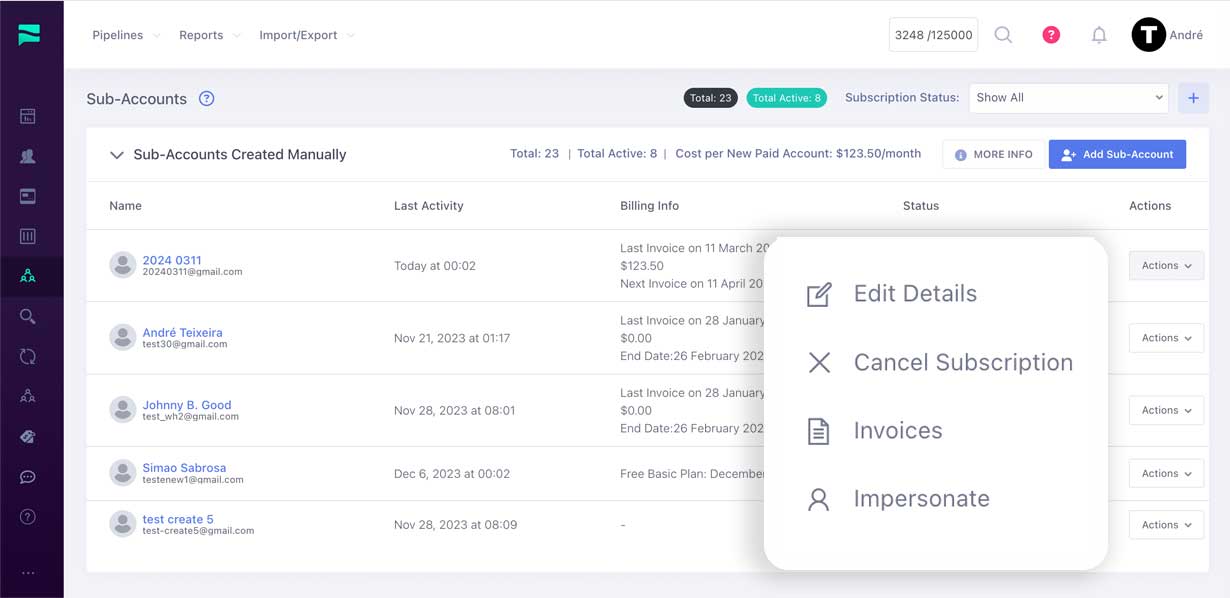 Pipelines Reports Import/Export 3248 /125000 ? T André
Sub-Accounts ? Total: 23 Total Active: 8 Subscription Status: Show All +
Sub-Accounts Created Manually Total: 23 | Total Active: 8 | Cost per New Paid Account: $123.50/month MORE INFO Add Sub-Account
Name Last Activity Billing Info Status Actions
2024 0311
20240311@gmail.com
Today at 00:02
Last Invoice on 11 March 20
$123.50
Next Invoice on 11 April 20
Actions
André Teixeira
test30@gmail.com
Nov 21, 2023 at 01:17
Last Invoice on 28 January
$0.00
End Date:26 February 202
Actions
Johnny B. Good
test_wh2@gmail.com
Nov 28, 2023 at 08:01
Last Invoice on 28 January
$0.00
End Date:26 February 202
Actions
Simao Sabrosa
testenew1@gmail.com
Dec 6, 2023 at 00:02
Free Basic Plan: December
Actions
test create 5
test-create5@gmail.com
Nov 28, 2023 at 08:09
-
Actions
Edit Details
Cancel Subscription
Invoices
Impersonate